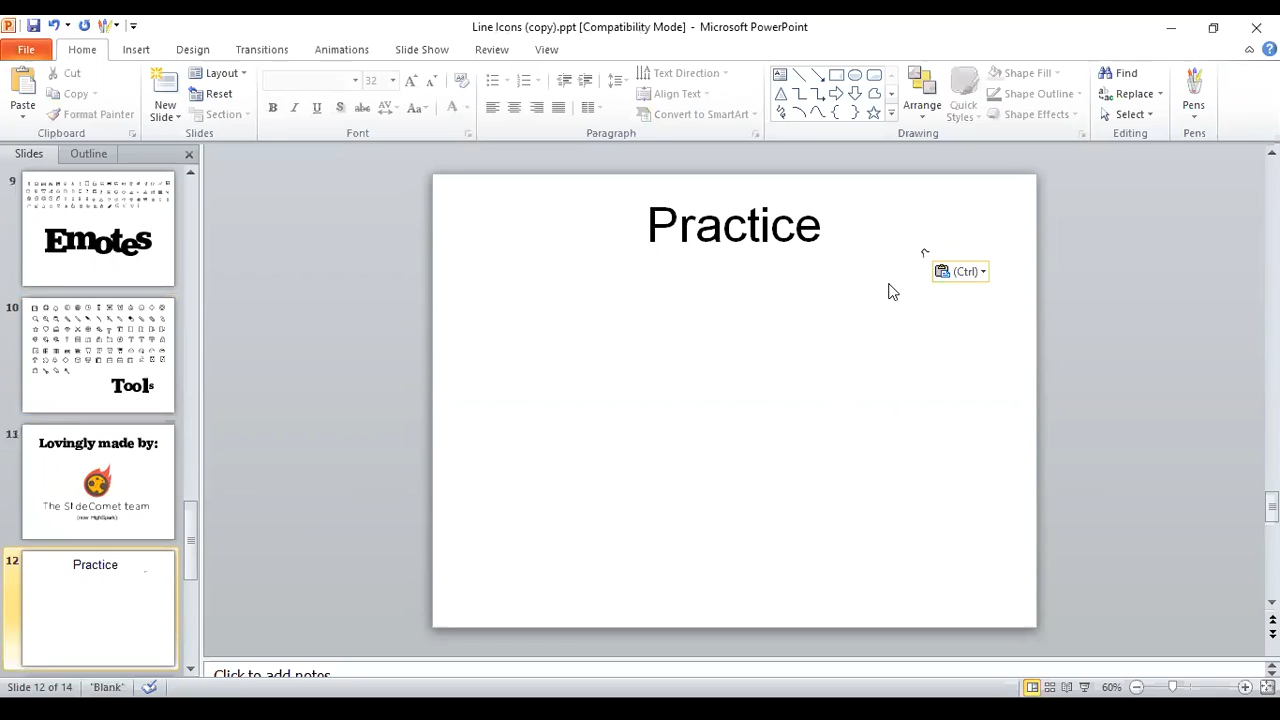 Line Icons (copy).ppt [Compatibility Mode] - Microsoft PowerPoint
File Home Insert Design Transitions Animations Slide Show Review View
Cut
Copy
Format Painter
Paste
Clipboard
New Slide
Layout
Reset
Section
Slides
32
Font
Text Direction
Align Text
Convert to SmartArt
Paragraph
Arrange
Quick Styles
Shape Fill
Shape Outline
Shape Effects
Drawing
Find
Replace
Select
Editing
Pens
Pens
Slides Outline
9
Emotes
10
Tools
11
Lovingly made by:
The SlideComet team
(now HighSpark)
12
Practice
Practice
(Ctrl)
Click to add notes
Slide 12 of 14 "Blank" 60%